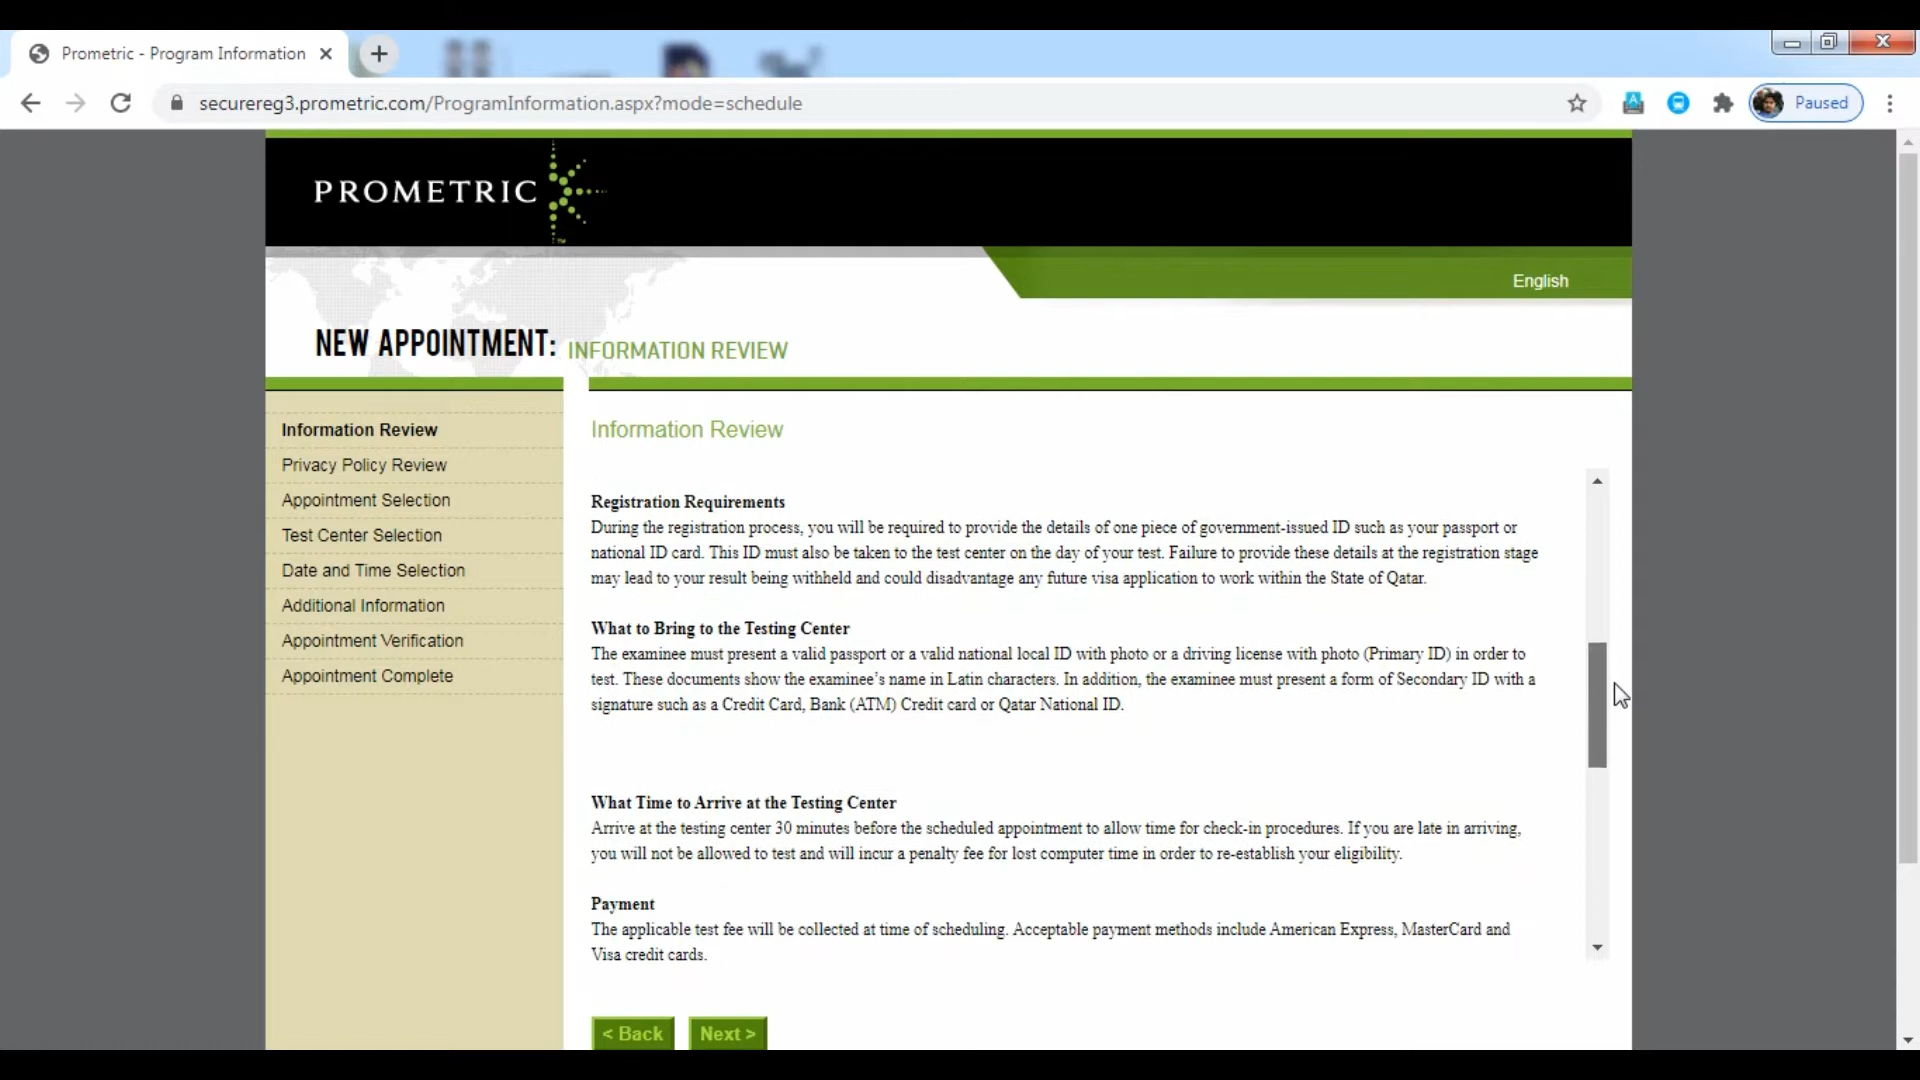 Prometric - Program Information
securereg3.prometric.com/ProgramInformation.aspx?mode=schedule
Paused
PROMETRIC
TM
English
NEW APPOINTMENT: INFORMATION REVIEW
Information Review
Privacy Policy Review
Appointment Selection
Test Center Selection
Date and Time Selection
Additional Information
Appointment Verification
Appointment Complete
Information Review
Registration Requirements
During the registration process, you will be required to provide the details of one piece of government-issued ID such as your passport or
national ID card. This ID must also be taken to the test center on the day of your test. Failure to provide these details at the registration stage
may lead to your result being withheld and could disadvantage any future visa application to work within the State of Qatar.
What to Bring to the Testing Center
The examinee must present a valid passport or a valid national local ID with photo or a driving license with photo (Primary ID) in order to
test. These documents show the examinee’s name in Latin characters. In addition, the examinee must present a form of Secondary ID with a
signature such as a Credit Card, Bank (ATM) Credit card or Qatar National ID.
What Time to Arrive at the Testing Center
Arrive at the testing center 30 minutes before the scheduled appointment to allow time for check-in procedures. If you are late in arriving,
you will not be allowed to test and will incur a penalty fee for lost computer time in order to re-establish your eligibility.
Payment
The applicable test fee will be collected at time of scheduling. Acceptable payment methods include American Express, MasterCard and
Visa credit cards.
< Back
Next >